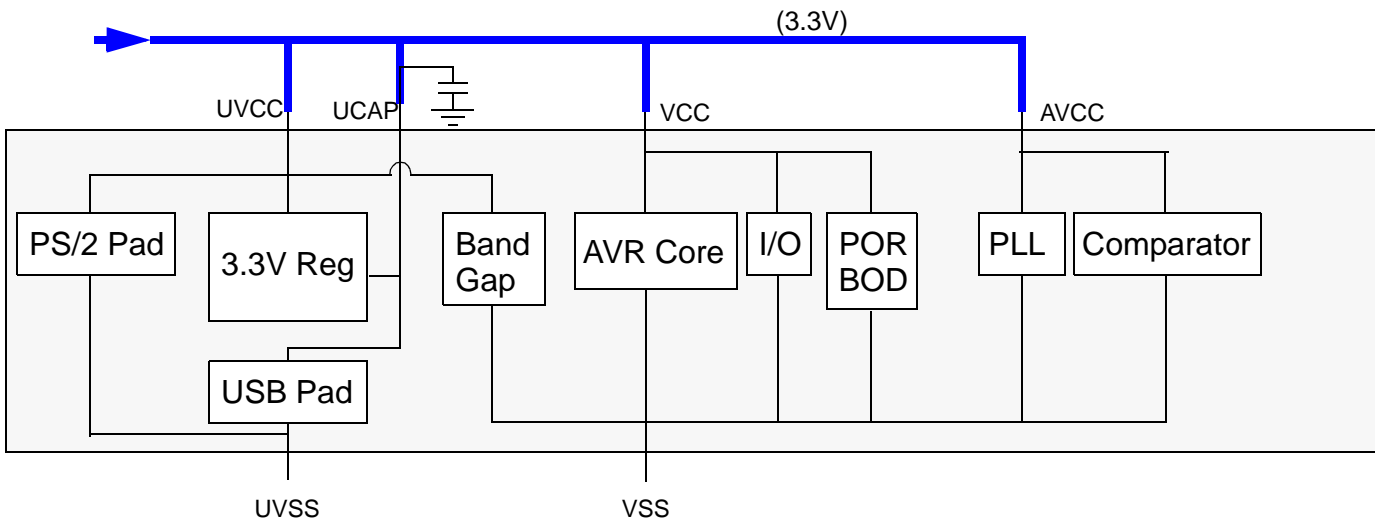 (3.3V)
UVCC
UCAP
VCC
AVCC
PS/2 Pad
3.3V Reg
Band
Gap
AVR Core
I/O
POR
BOD
PLL
Comparator
USB Pad
UVSS
VSS